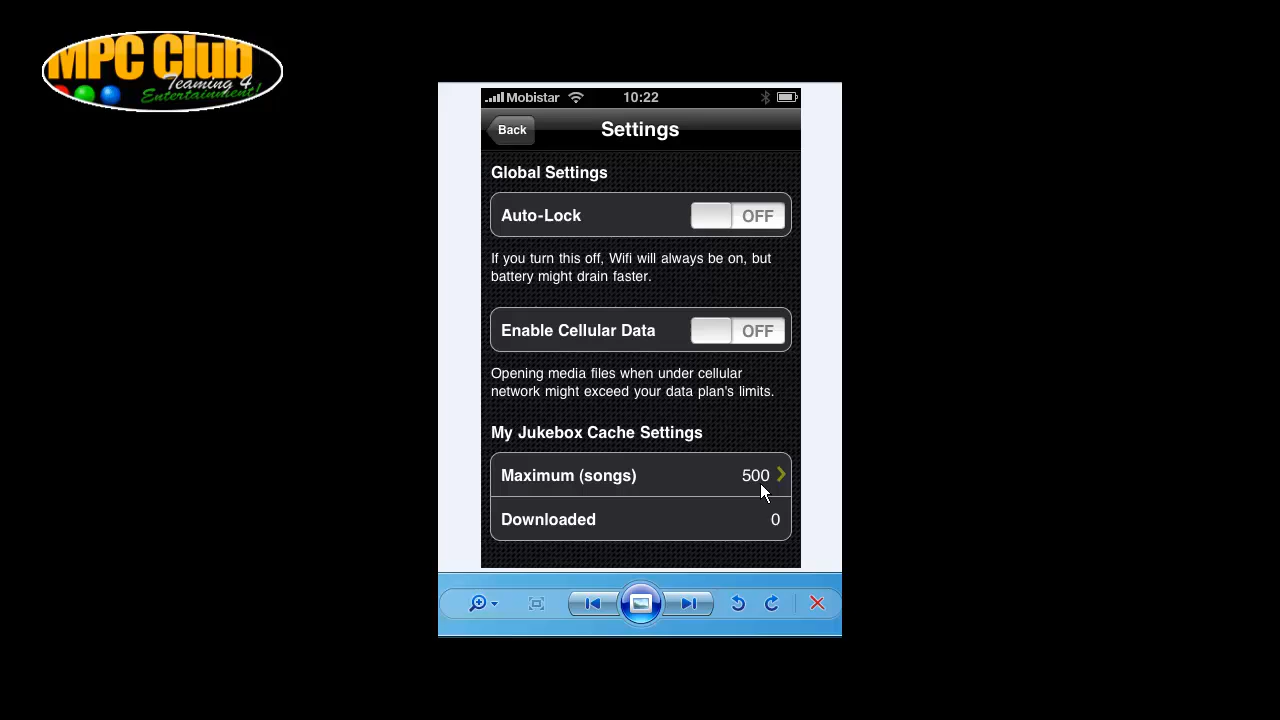 MPC Club
Teaming 4
Entertainment!
Mobistar 10:22
Back Settings
Global Settings
Auto-Lock OFF
If you turn this off, Wifi will always be on, but
battery might drain faster.
Enable Cellular Data OFF
Opening media files when under cellular
network might exceed your data plan's limits.
My Jukebox Cache Settings
Maximum (songs) 500
Downloaded 0